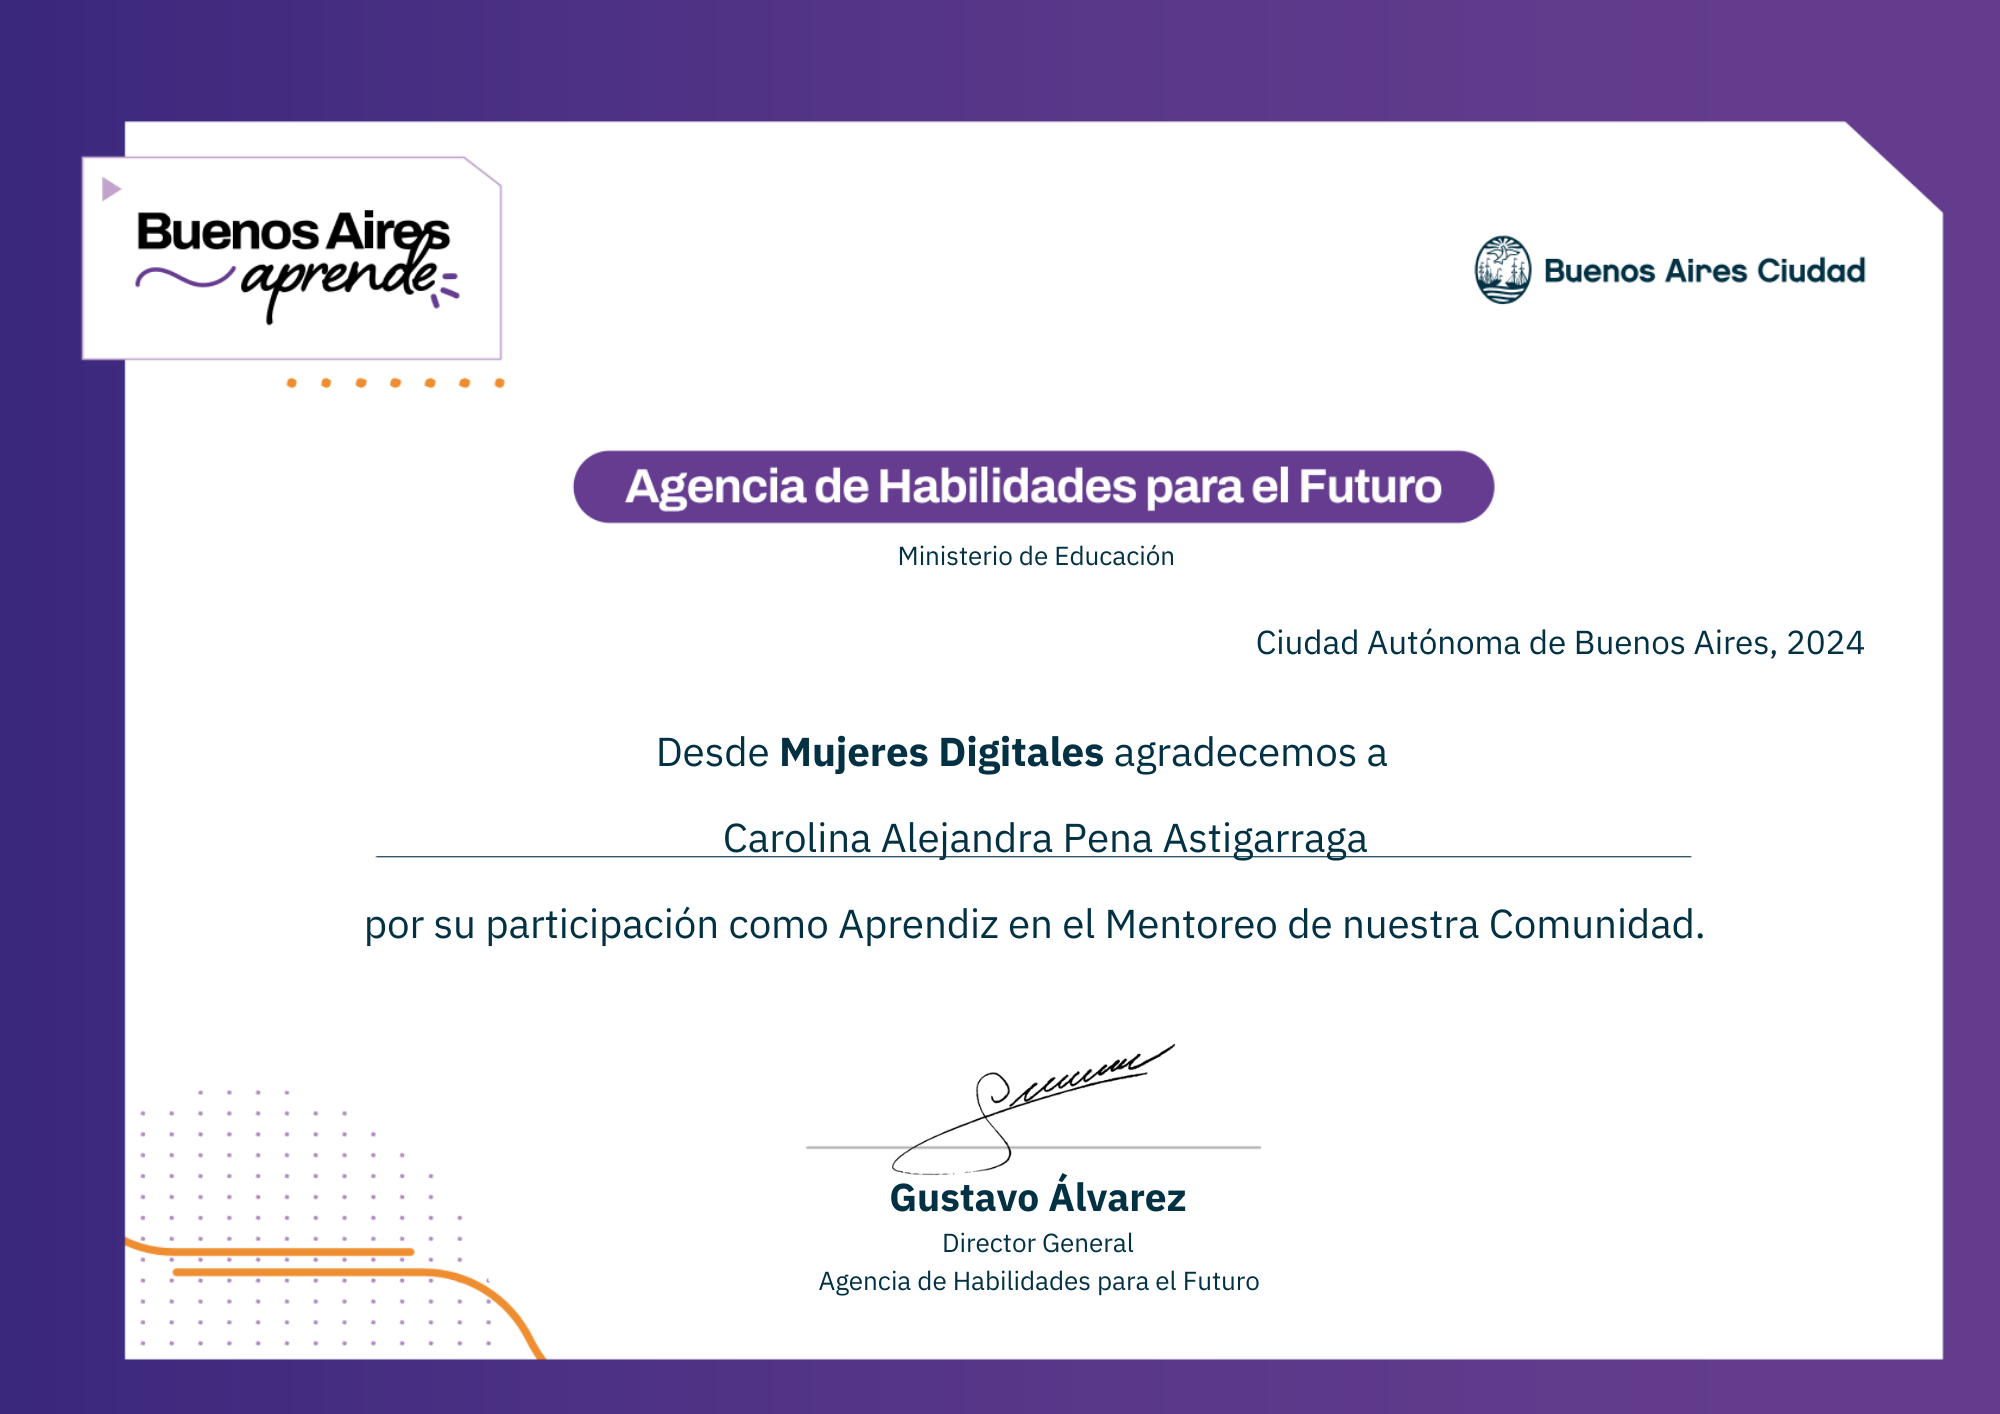 Buenos Aires
aprende
Buenos Aires Ciudad
Agencia de Habilidades para el Futuro
Ministerio de Educación
Ciudad Autónoma de Buenos Aires, 2024
Desde Mujeres Digitales agradecemos a
Carolina Alejandra Pena Astigarraga
por su participación como Aprendiz en el Mentoreo de nuestra Comunidad.
Gustavo Álvarez
Director General
Agencia de Habilidades para el Futuro